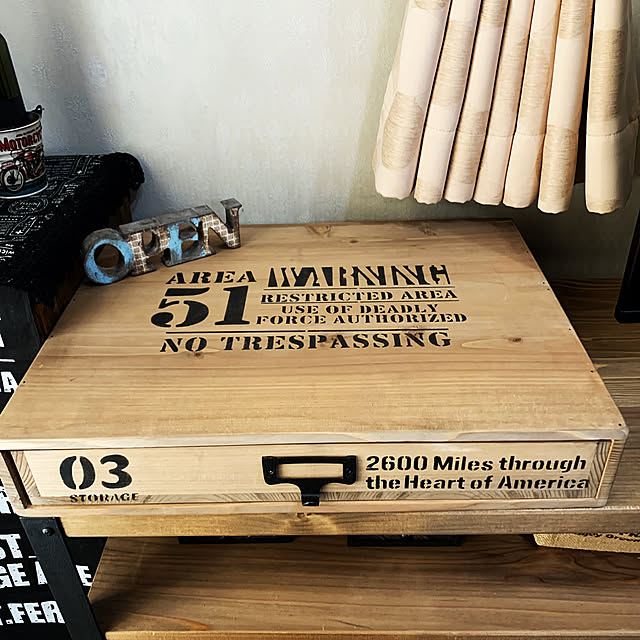 MOTORCY
OPEN
AREA 51
WARNING
RESTRICTED AREA
USE OF DEADLY
FORCE AUTHORIZED
NO TRESPASSING
03
STORAGE
2600 Miles through
the Heart of America